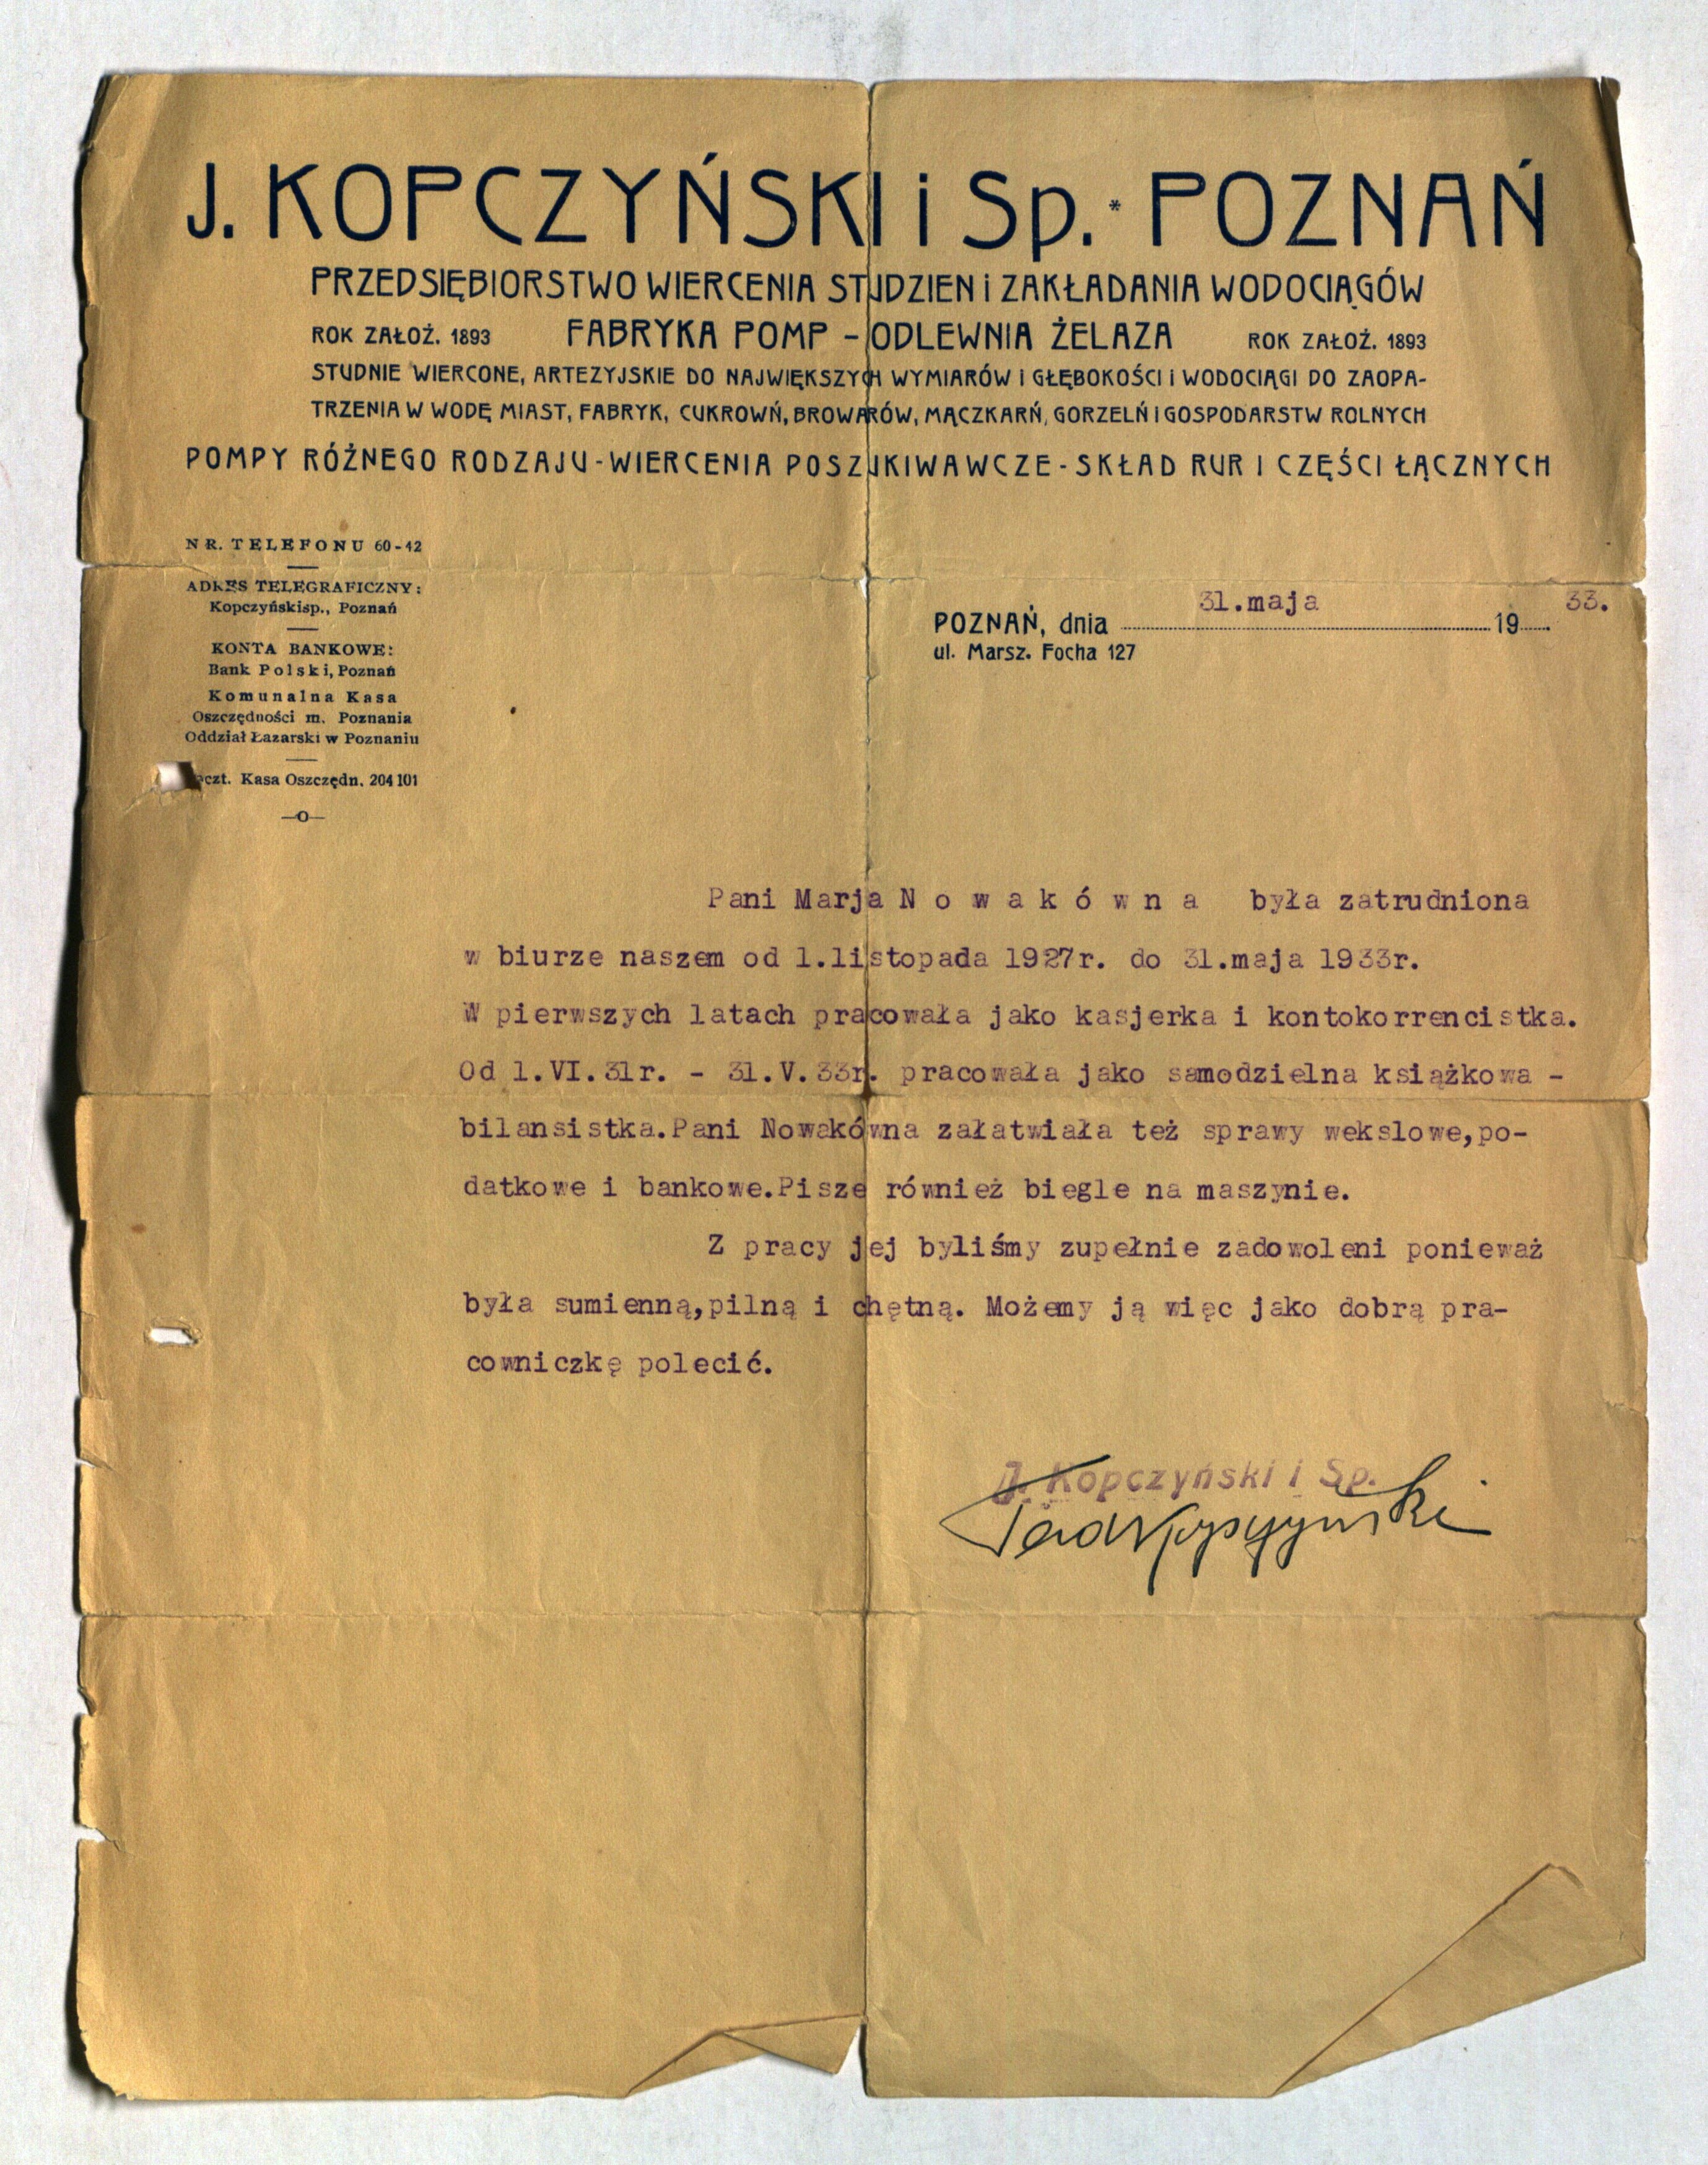 J. KOPCZYŃSKI i Sp. * POZNAŃ
PRZEDSIĘBIORSTWO WIERCENIA STUDZIEN i ZAKŁADANIA WODOCIĄGÓW
ROK ZAŁOŻ. 1893 FABRYKA POMP - ODLEWNIA ŻELAZA ROK ZAŁOŻ. 1893
STUDNIE WIERCONE, ARTEZYJSKIE DO NAJWIĘKSZYCH WYMIARÓW i GŁĘBOKOŚCI i WODOCIĄGI DO ZAOPA-
TRZENIA W WODĘ MIAST, FABRYK, CUKROWŃ, BROWARÓW, MĄCZKARŃ, GORZELŃ i GOSPODARSTW ROLNYCH
POMPY RÓŻNEGO RODZAJU - WIERCENIA POSZUKIWAWCZE - SKŁAD RUR I CZĘŚCI ŁĄCZNYCH
NR. TELEFONU 60-42
ADRES TELEGRAFICZNY:
Kopczyńskisp., Poznań
KONTA BANKOWE:
Bank Polski, Poznań
Komunalna Kasa
Oszczędności m. Poznania
Oddział Łazarski w Poznaniu
Poczt. Kasa Oszczędn. 204 101
—o—
POZNAŃ, dnia 31.maja 19 33.
ul. Marsz. Focha 127
Pani Marja N o w a k ó w n a była zatrudniona
w biurze naszem od 1.listopada 1927r. do 31.maja 1933r.
W pierwszych latach pracowała jako kasjerka i kontokorrencistka.
Od 1.VI.31r. - 31.V.33r. pracowała jako samodzielna książkowa -
bilansistka.Pani Nowakówna załatwiała też sprawy wekslowe,po-
datkowe i bankowe.Pisze również biegle na maszynie.
Z pracy jej byliśmy zupełnie zadowoleni ponieważ
była sumienną,pilną i chętną. Możemy ją więc jako dobrą pra-
cowniczkę polecić.
J. Kopczyński i Sp.
Tad Kopczyński